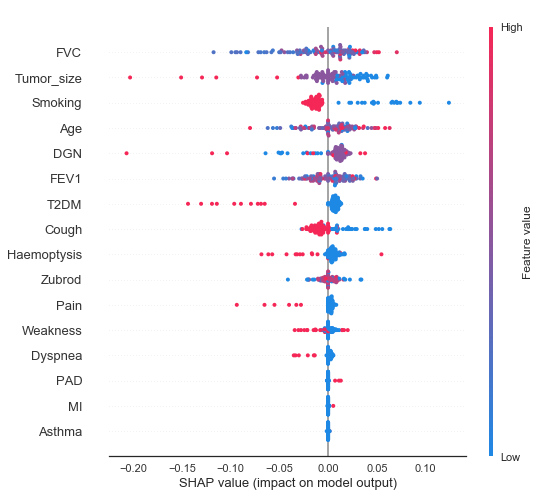 High
FVC
Tumor_size
Smoking
Age
DGN
FEV1
T2DM
Cough
Haemoptysis
Zubrod
Pain
Weakness
Dyspnea
PAD
MI
Asthma
Feature value
Low
−0.20 −0.15 −0.10 −0.05 0.00 0.05 0.10
SHAP value (impact on model output)